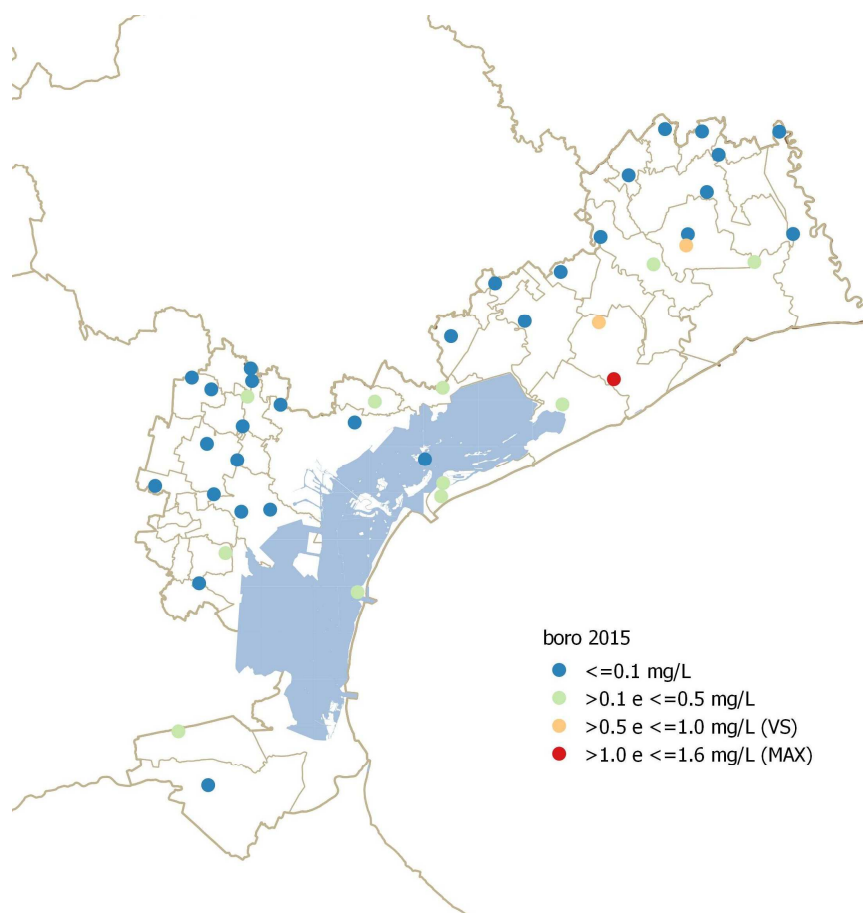 boro 2015
<=0.1 mg/L
>0.1 e <=0.5 mg/L
>0.5 e <=1.0 mg/L (VS)
>1.0 e <=1.6 mg/L (MAX)